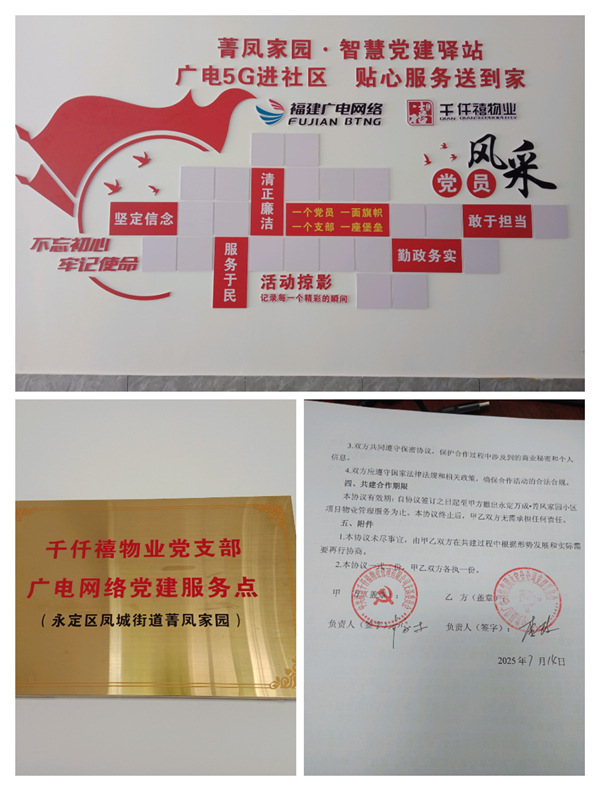 菁凤家园·智慧党建驿站
广电5G进社区 贴心服务送到家
福建广电网络
FUJIAN BTNG
千仟禧物业
风采
党员
清正廉洁
坚定信念
一个党员 一面旗帜
一个支部 一座堡垒
敢于担当
不忘初心
牢记使命
服务于民
勤政务实
活动掠影
记录每一个精彩的瞬间
千仟禧物业党支部
广电网络党建服务点
(永定区凤城街道菁凤家园)
3.双方共同遵守保密协议,保护合作过程中涉及到的商业秘密和个人
信息。
4.双方应遵守国家法律法规和相关政策,确保合作活动的合法合规。
四、共建合作期限
本协议有效期:自协议签订之日起至甲方撤出永定万成•菁凤家园小区
项目物业管理服务为止。本协议终止后,甲乙双方无需承担任何责任。
五、附件
1.本协议未尽事宜,由甲乙双方在共建过程中根据形势发展和实际需
要再行协商。
2.本协议一式二份,甲乙双方各执一份。
甲 方(盖章): 乙 方(盖章):
负责人(签字): 负责人(签字):
2025年7月14日